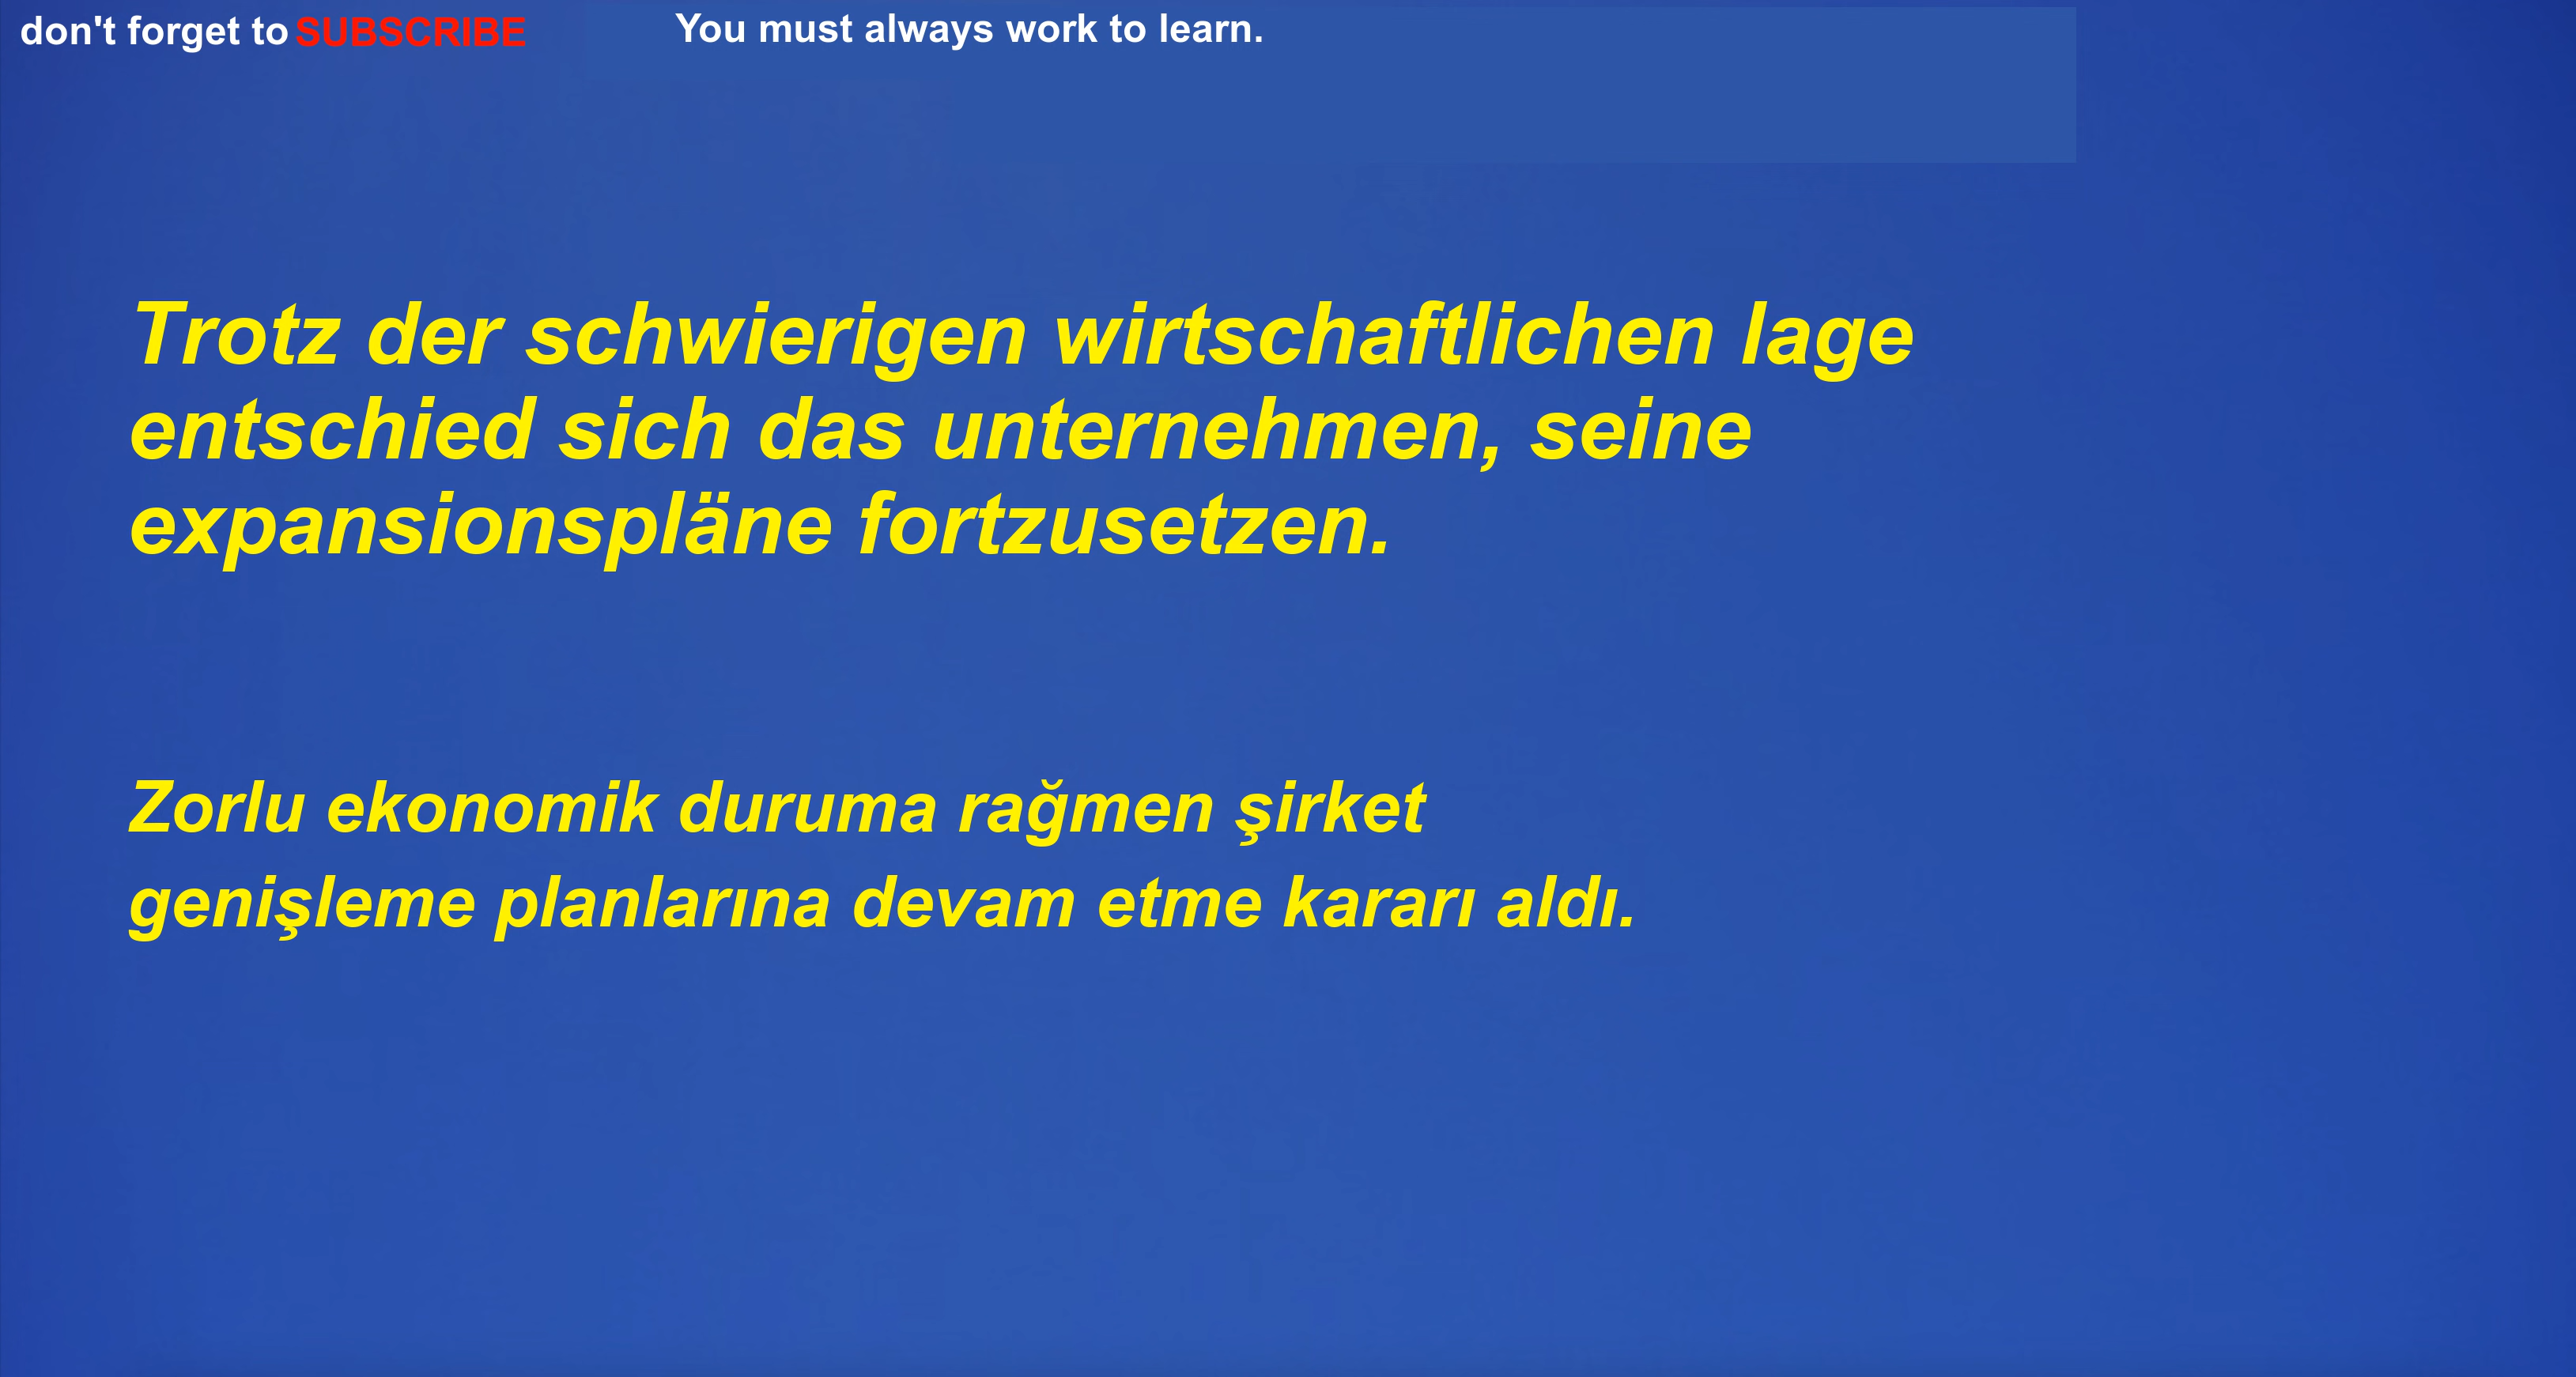 don't forget to SUBSCRIBE
You must always work to learn.
Trotz der schwierigen wirtschaftlichen lage
entschied sich das unternehmen, seine
expansionspläne fortzusetzen.
Zorlu ekonomik duruma rağmen şirket
genişleme planlarına devam etme kararı aldı.